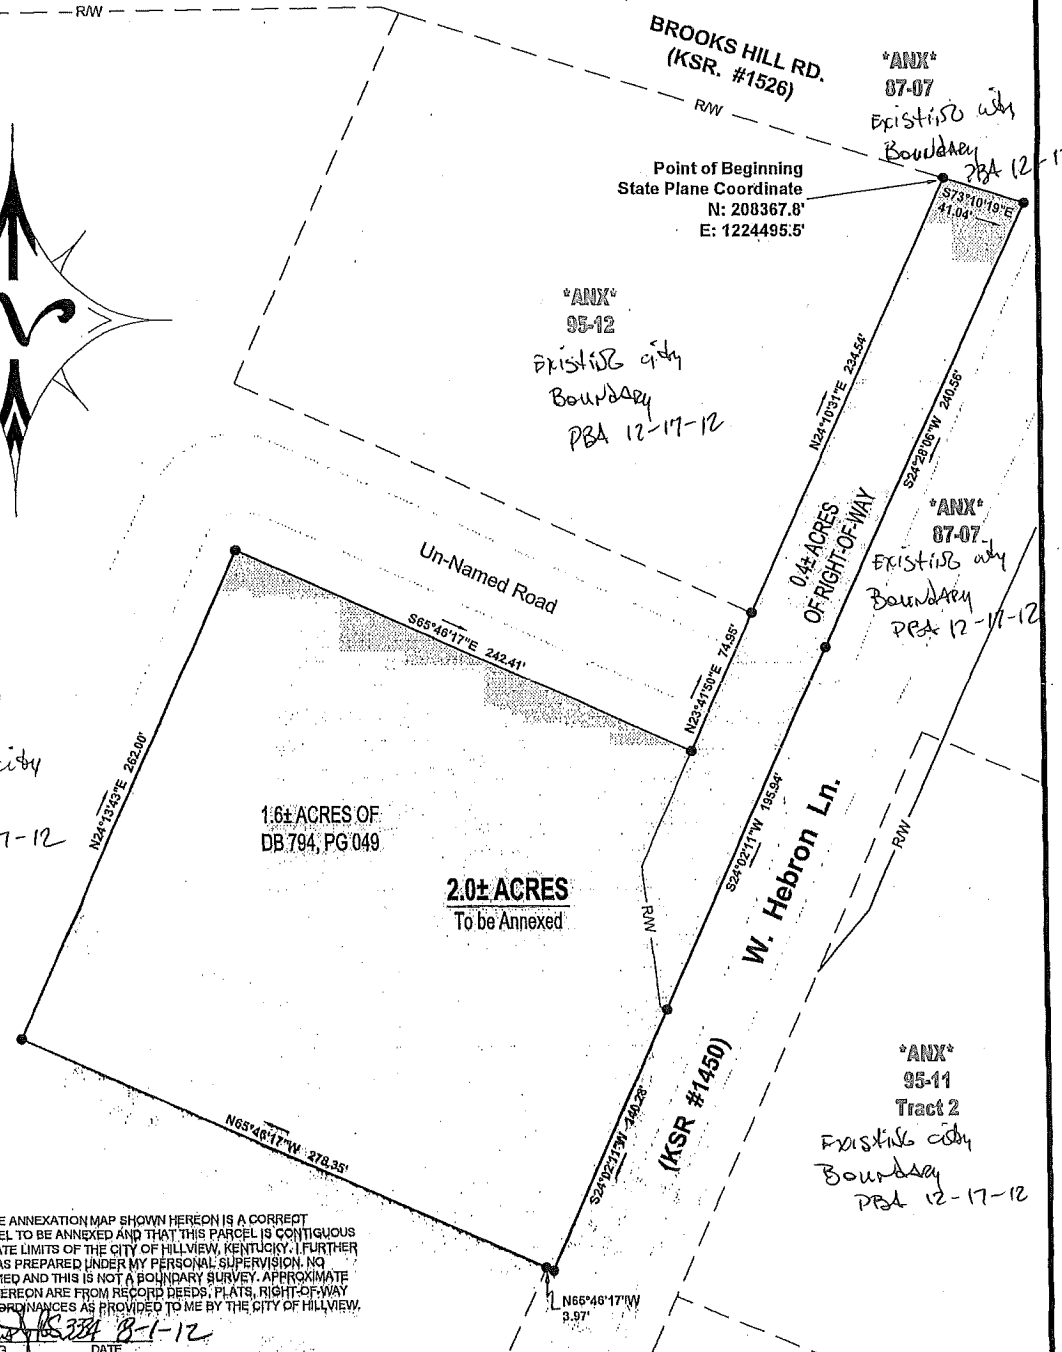 R/W
BROOKS HILL RD.
(KSR. #1526)
R/W
*ANX*
87-07
Existing city
Boundary
PBA 12-1
Point of Beginning
State Plane Coordinate
N: 208367.8'
E: 1224495.5'
S73°10'19"E
41.04'
*ANX*
95-12
Existing city
Boundary
PBA 12-17-12
N24°10'31"E 234.54'
S24°28'06"W 240.56'
0.4± ACRES
OF RIGHT-OF-WAY
*ANX*
87-07
Existing city
Boundary
PBA 12-17-12
Un-Named Road
S65°46'17"E 242.41'
N23°41'50"E 74.95'
city
7-12
N24°13'43"E 262.00'
1.6± ACRES OF
DB 794, PG 049
2.0± ACRES
To be Annexed
R/W
S24°02'11"W 195.94'
W. Hebron Ln.
(KSR #1450)
R/W
*ANX*
95-11
Tract 2
Existing city
Boundary
PBA 12-17-12
S24°02'11"W 140.28'
N65°46'17"W 278.35'
N65°46'17"W
3.97'
E ANNEXATION MAP SHOWN HEREON IS A CORRECT
EL TO BE ANNEXED AND THAT THIS PARCEL IS CONTIGUOUS
TE LIMITS OF THE CITY OF HILLVIEW, KENTUCKY. I FURTHER
AS PREPARED UNDER MY PERSONAL SUPERVISION. NO
MED AND THIS IS NOT A BOUNDARY SURVEY. APPROXIMATE
EREON ARE FROM RECORD DEEDS, PLATS, RIGHT-OF-WAY
ORDINANCES AS PROVIDED TO ME BY THE CITY OF HILLVIEW.
334 8-1-12
DATE